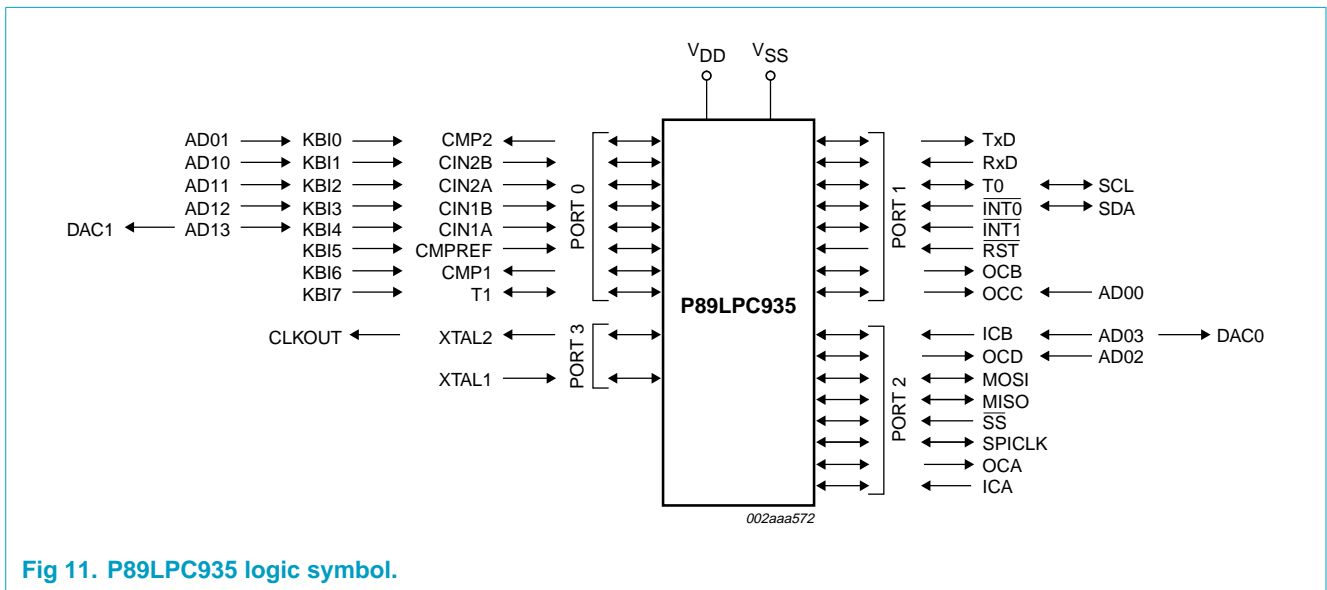 VDD VSS
AD01 KBI0 CMP2 TxD
AD10 KBI1 CIN2B RxD
AD11 KBI2 CIN2A T0 SCL
AD12 KBI3 CIN1B INT0 SDA
DAC1 AD13 KBI4 CIN1A INT1
KBI5 CMPREF RST
KBI6 CMP1 OCB
KBI7 T1 OCC AD00
PORT 0
PORT 1
P89LPC935
CLKOUT XTAL2 ICB AD03 DAC0
OCD AD02
XTAL1 MOSI
MISO
SS
SPICLK
OCA
ICA
PORT 3
PORT 2
002aaa572
Fig 11. P89LPC935 logic symbol.